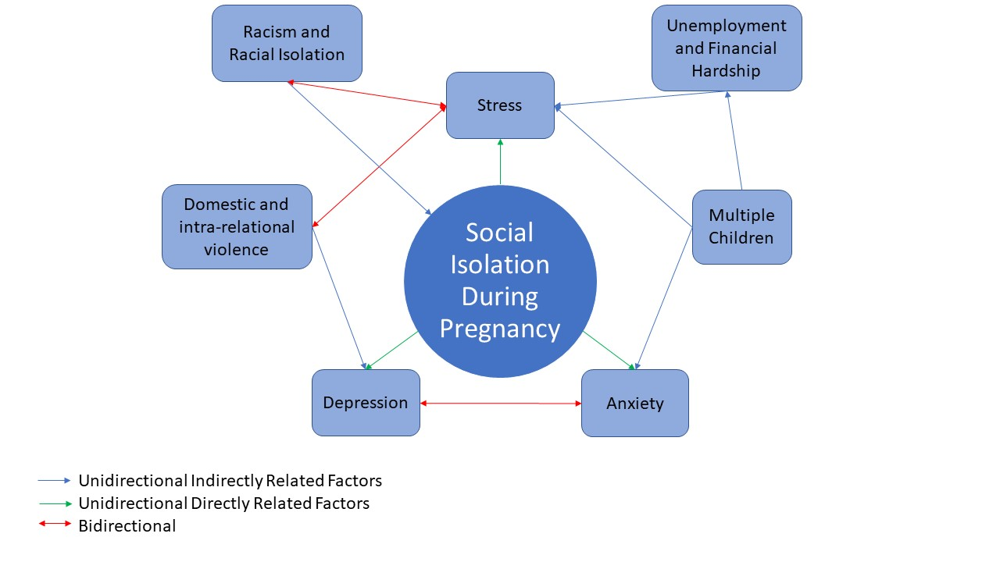 Racism and
Racial Isolation
Unemployment
and Financial
Hardship
Stress
Domestic and
intra-relational
violence
Social
Isolation
During
Pregnancy
Multiple
Children
Depression
Anxiety
Unidirectional Indirectly Related Factors
Unidirectional Directly Related Factors
Bidirectional